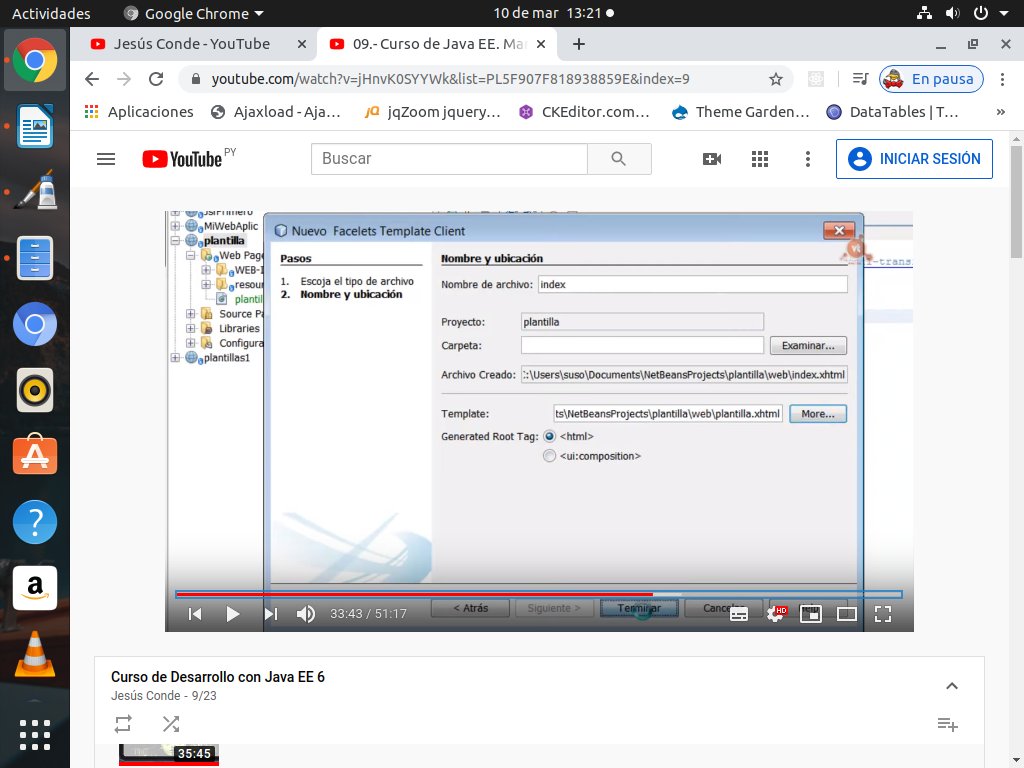 Actividades
Google Chrome
10 de mar 13:21
Jesús Conde - YouTube
09.- Curso de Java EE. Mar
youtube.com/watch?v=jHnvK0SYYWk&list=PL5F907F818938859E&index=9
En pausa
Aplicaciones
Ajaxload - Aja...
jqZoom jquery...
CKEditor.com...
Theme Garden...
DataTables | T...
»
YouTube PY
Buscar
INICIAR SESIÓN
MiWebAplic
plantilla
Web Page
WEB-I
resour
plantil
Source Pa
Libraries
Configura
plantillas1
Nuevo Facelets Template Client
Pasos
1. Escoja el tipo de archivo
2. Nombre y ubicación
Nombre y ubicación
Nombre de archivo: index
Proyecto: plantilla
Carpeta:
Examinar...
Archivo Creado: C:\Users\suso\Documents\NetBeansProjects\plantilla\web\index.xhtml
Template: ts\NetBeansProjects\plantilla\web\plantilla.xhtml
More...
Generated Root Tag: <html>
<ui:composition>
< Atrás
Siguiente >
Terminar
33:43 / 51:17
HD
Curso de Desarrollo con Java EE 6
Jesús Conde - 9/23
35:45